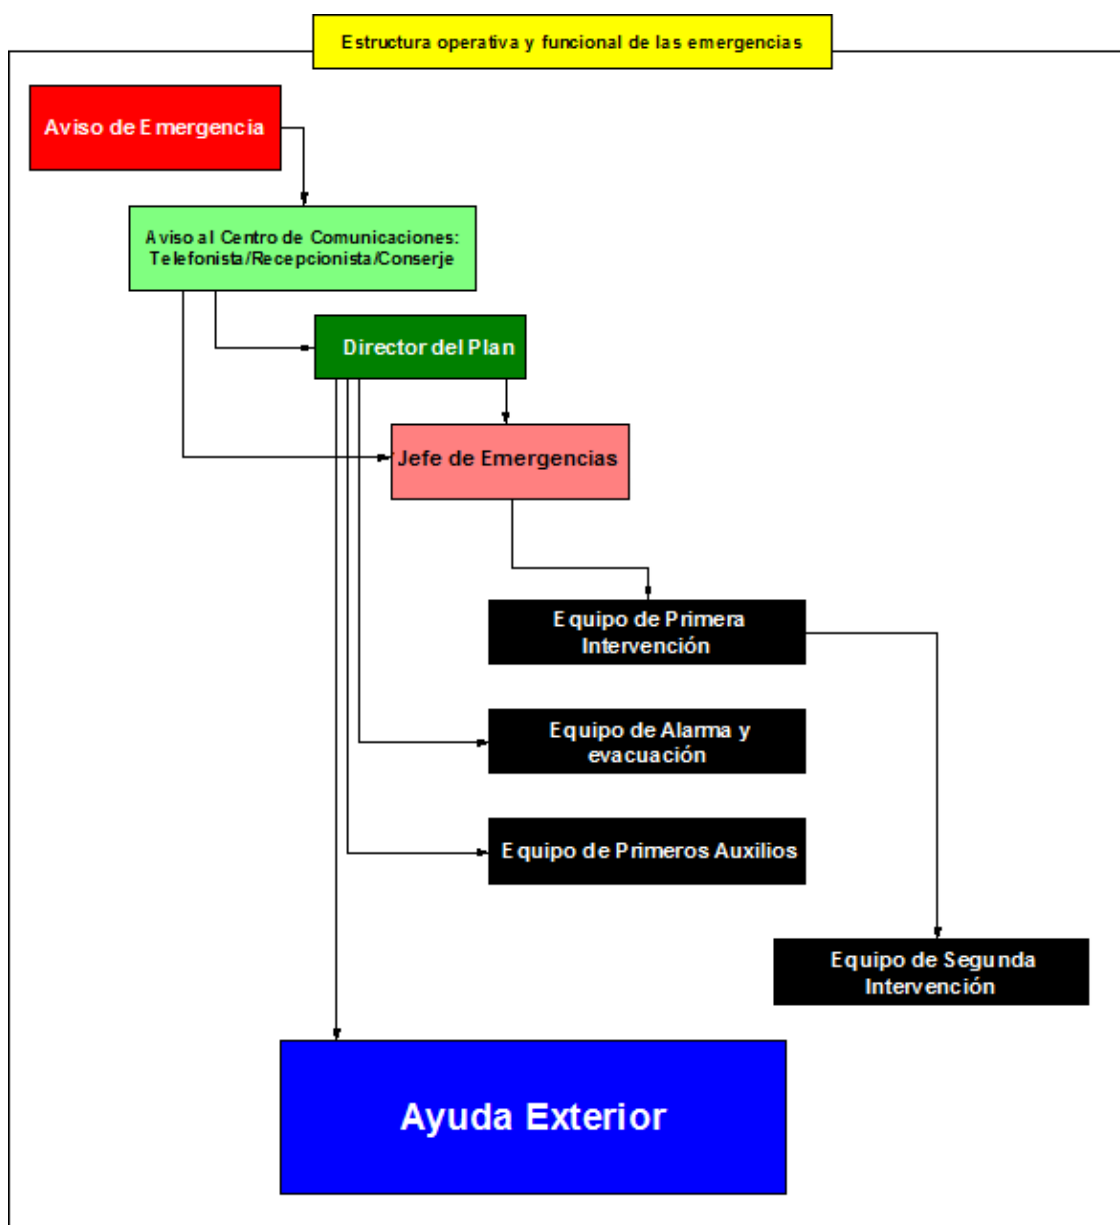 Estructura operativa y funcional de las emergencias
Aviso de Emergencia
Aviso al Centro de Comunicaciones:
Telefonista/Recepcionista/Conserje
Director del Plan
Jefe de Emergencias
Equipo de Primera
Intervención
Equipo de Alarma y
evacuación
Equipo de Primeros Auxilios
Equipo de Segunda
Intervención
Ayuda Exterior